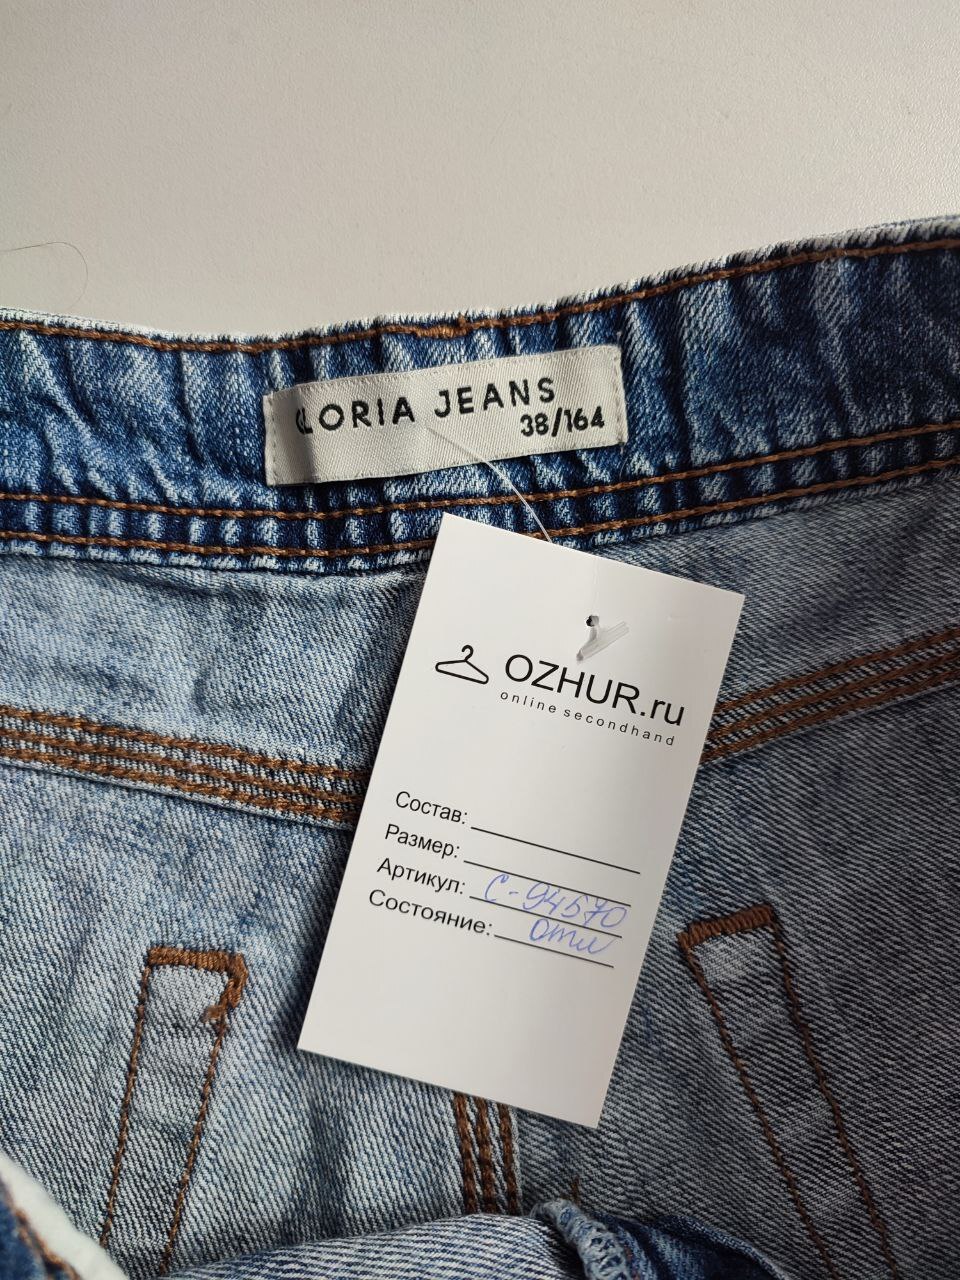 GLORIA JEANS
38/164
OZHUR.ru
online secondhand
Состав:
Размер:
Артикул: С-94570
Состояние: отл